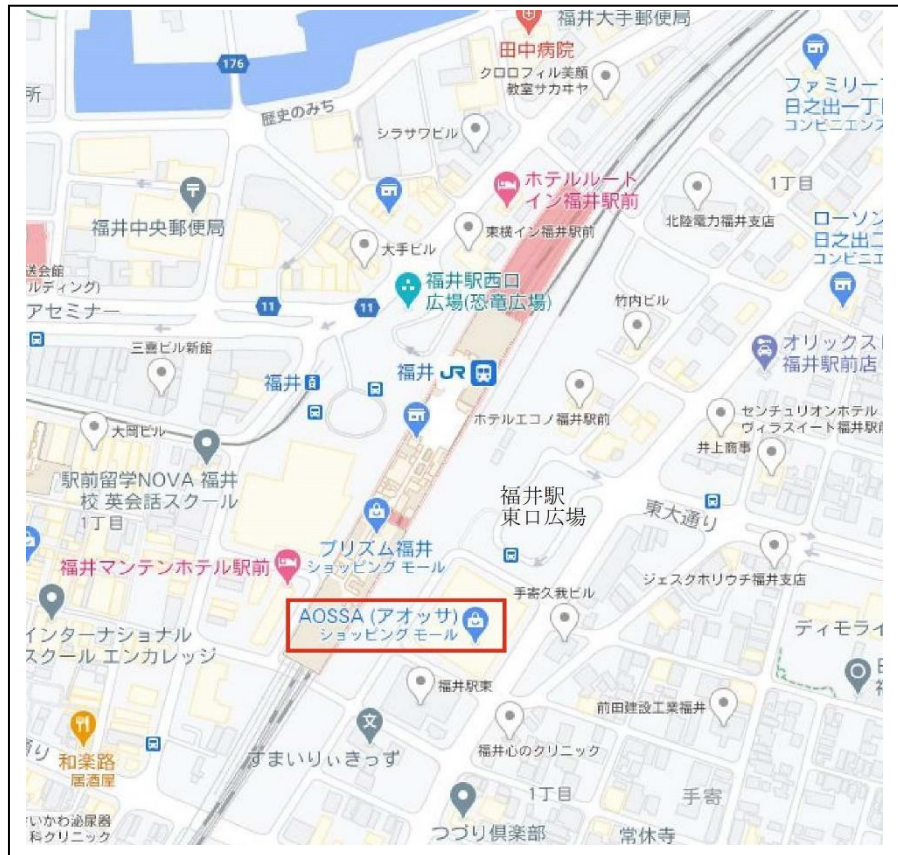 福井大手郵便局
田中病院
176
クロロフィル美顔
教室サカヰヤ
ファミリー
日之出一丁目
コンビニエンス
所
歴史のみち
シラサワビル
ホテルルート
イン福井駅前
1丁目
福井中央郵便局
北陸電力福井支店
東横イン福井駅前
ローソン
日之出二
コンビニエ
大手ビル
送会館
ルディング)
福井駅西口
広場(恐竜広場)
竹内ビル
11
11
アセミナー
三喜ビル新館
オリックス
福井駅前店
福井
福井 JR
ホテルエコノ福井駅前
センチュリオンホテル
ヴィラスイート福井駅前
大岡ビル
井上商事
駅前留学NOVA 福井
校 英会話スクール
1丁目
福井駅
東口広場
東大通り
プリズム福井
ショッピング モール
福井マンテンホテル駅前
ジェスクホリウチ福井支店
手寄久我ビル
AOSSA (アオッサ)
ショッピング モール
インターナショナル
スクール エンカレッジ
ディモライ
福井駅東
前田建設工業福井
すまいりぃきっず
福井心のクリニック
和楽路
居酒屋
1丁目
手寄
いかわ泌尿器
科クリニック
つづり倶楽部
常休寺